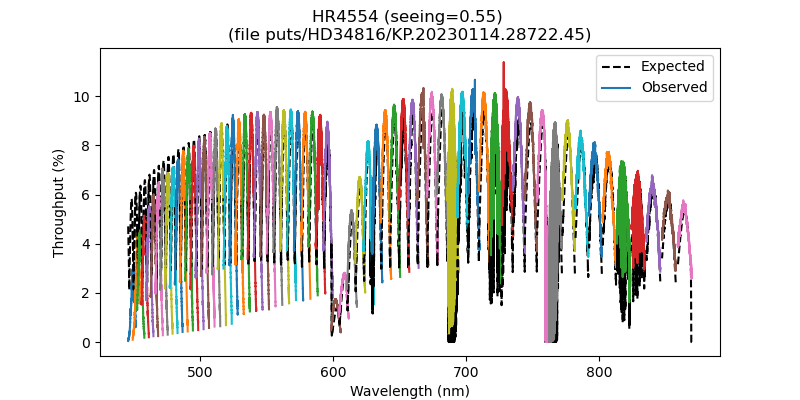 HR4554 (seeing=0.55)
(file puts/HD34816/KP.20230114.28722.45)
Expected
Observed
Throughput (%)
10
8
6
4
2
0
500
600
700
800
Wavelength (nm)